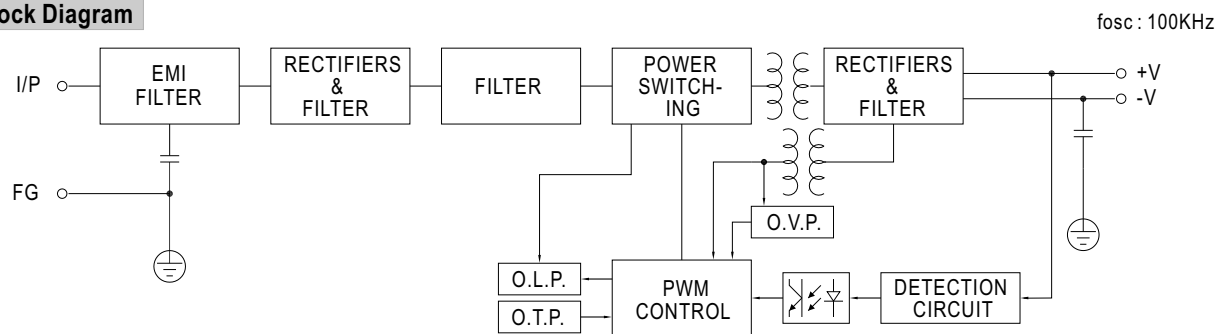 ock Diagram
fosc : 100KHz
I/P
EMI
FILTER
RECTIFIERS
&
FILTER
FILTER
POWER
SWITCH-
ING
RECTIFIERS
&
FILTER
+V
-V
FG
O.V.P.
O.L.P.
O.T.P.
PWM
CONTROL
DETECTION
CIRCUIT